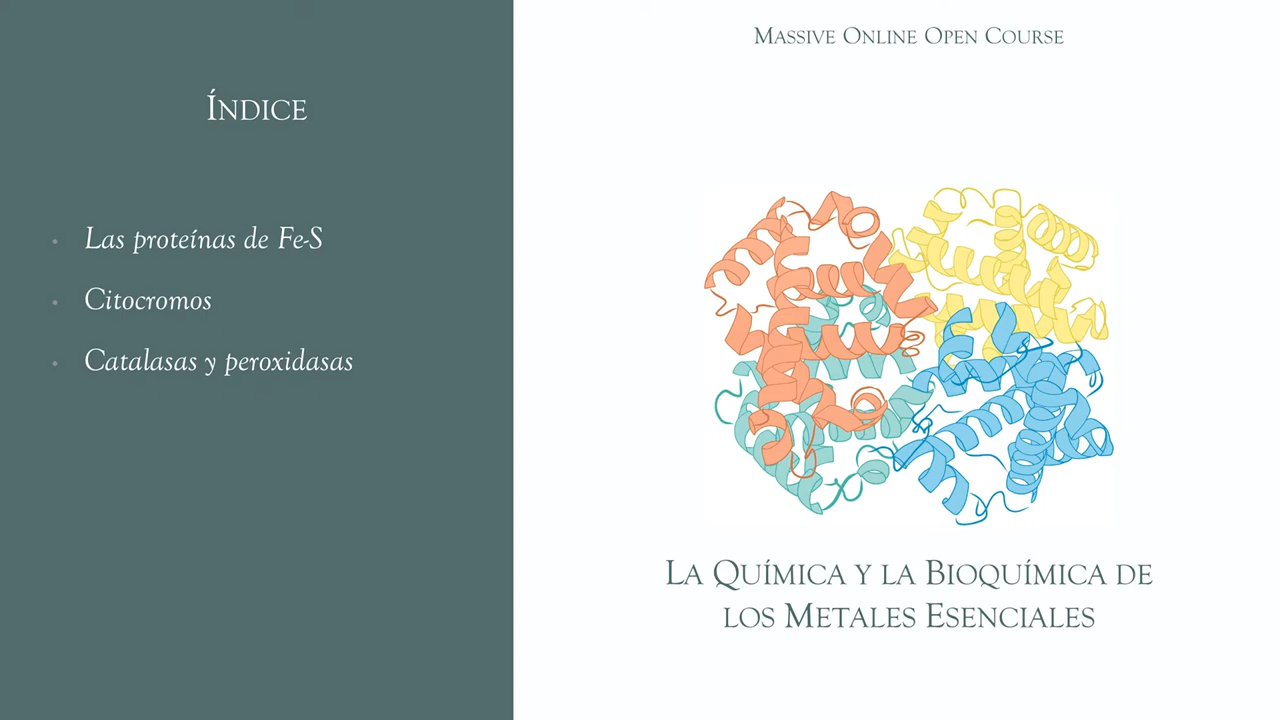 ÍNDICE
• Las proteínas de Fe-S
• Citocromos
• Catalasas y peroxidasas
MASSIVE ONLINE OPEN COURSE
LA QUÍMICA Y LA BIOQUÍMICA DE
LOS METALES ESENCIALES